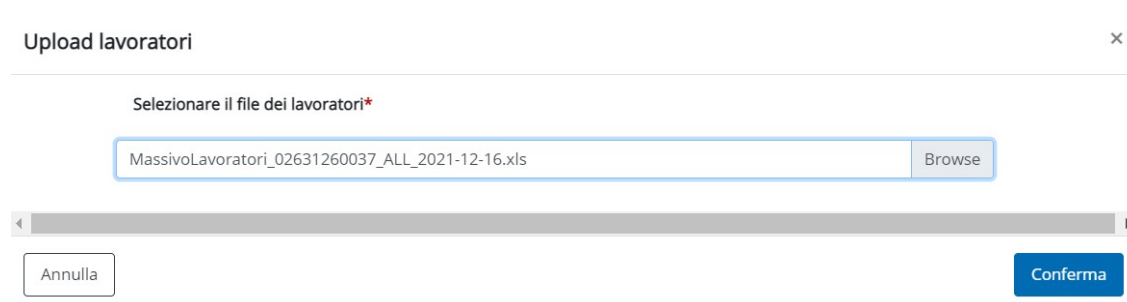 Upload lavoratori ×
Selezionare il file dei lavoratori*
MassivoLavoratori_02631260037_ALL_2021-12-16.xls Browse
Annulla Conferma